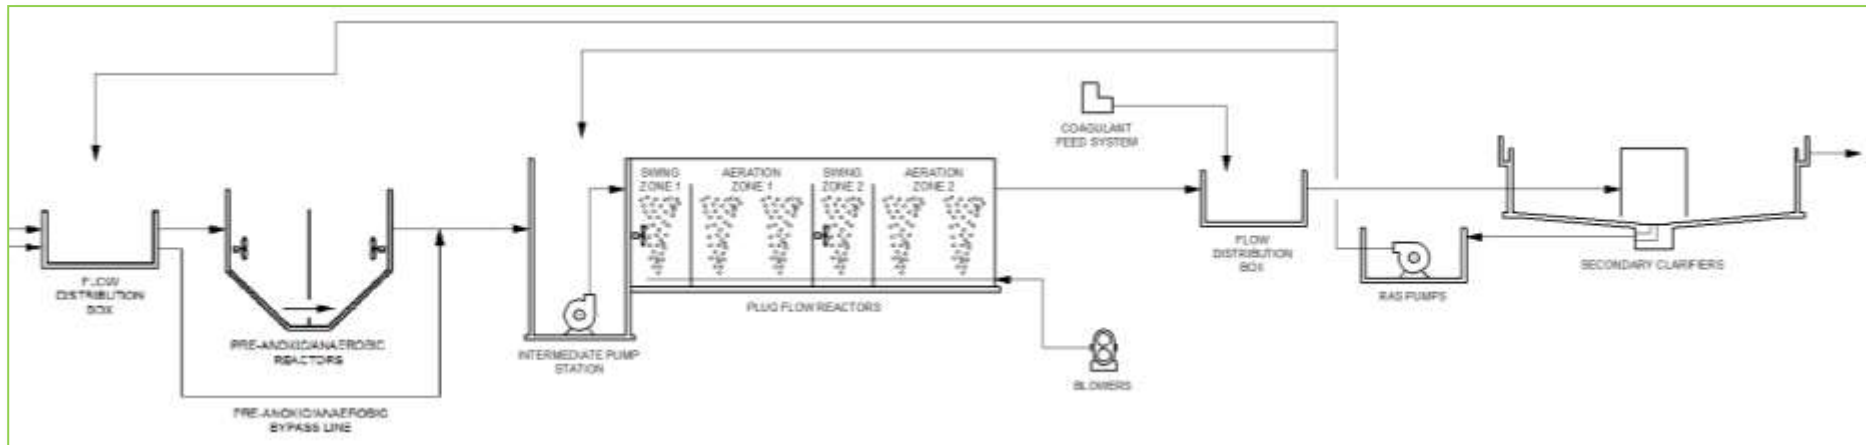 FLOW
DISTRIBUTION
BOX
PRE-ANOXIC/ANAEROBIC
REACTORS
PRE-ANOXIC/ANAEROBIC
BYPASS LINE
INTERMEDIATE PUMP
STATION
SWING
ZONE 1
AERATION
ZONE 1
SWING
ZONE 2
AERATION
ZONE 2
PLUG FLOW REACTORS
BLOWERS
COAGULANT
FEED SYSTEM
FLOW
DISTRIBUTION
BOX
RAS PUMPS
SECONDARY CLARIFIERS